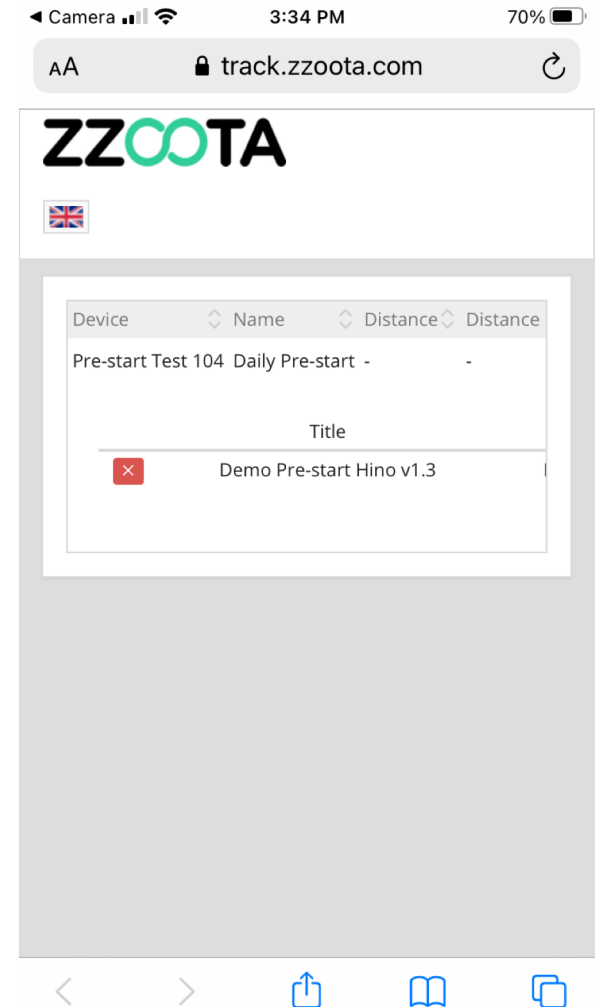 Camera 3:34 PM 70%
AA track.zzoota.com
ZZOOTA
Device Name Distance Distance
Pre-start Test 104 Daily Pre-start - -
Title
Demo Pre-start Hino v1.3